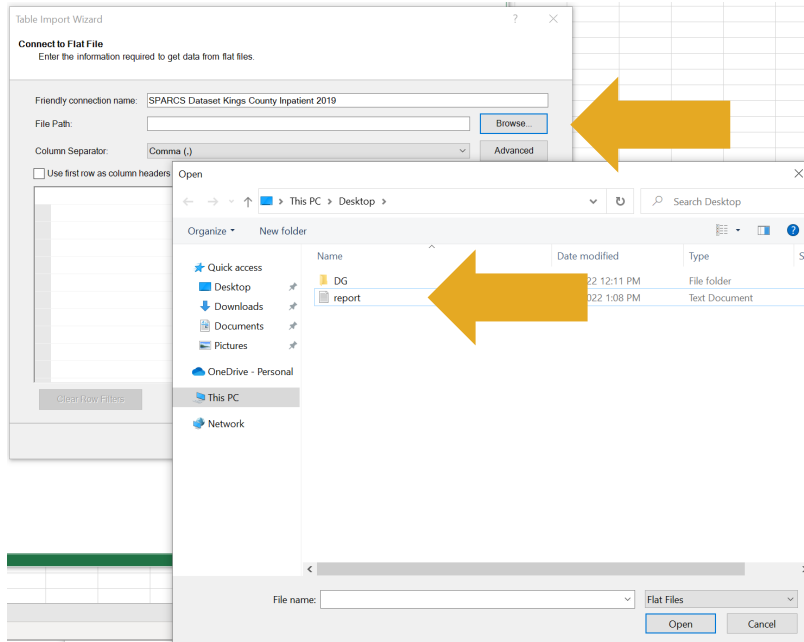 Table Import Wizard
?
Connect to Flat File
Enter the information required to get data from flat files.
Friendly connection name: SPARCS Dataset Kings County Inpatient 2019
File Path: Browse...
Column Separator: Comma (,) Advanced
Use first row as column headers
Open
This PC > Desktop >
Search Desktop
Organize New folder
?
Name Date modified Type S
Quick access
DG 22 12:11 PM File folder
Desktop
report 022 1:08 PM Text Document
Downloads
Documents
Pictures
OneDrive - Personal
This PC
Clear Row Filters
Network
File name: Flat Files
Open Cancel